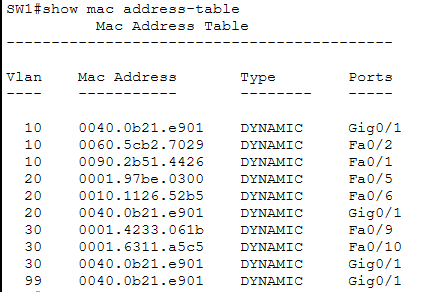 SW1#show mac address-table
Mac Address Table
-------------------------------------------
Vlan Mac Address Type Ports
---- ----------- -------- -----
10 0040.0b21.e901 DYNAMIC Gig0/1
10 0060.5cb2.7029 DYNAMIC Fa0/2
10 0090.2b51.4426 DYNAMIC Fa0/1
20 0001.97be.0300 DYNAMIC Fa0/5
20 0010.1126.52b5 DYNAMIC Fa0/6
20 0040.0b21.e901 DYNAMIC Gig0/1
30 0001.4233.061b DYNAMIC Fa0/9
30 0001.6311.a5c5 DYNAMIC Fa0/10
30 0040.0b21.e901 DYNAMIC Gig0/1
99 0040.0b21.e901 DYNAMIC Gig0/1